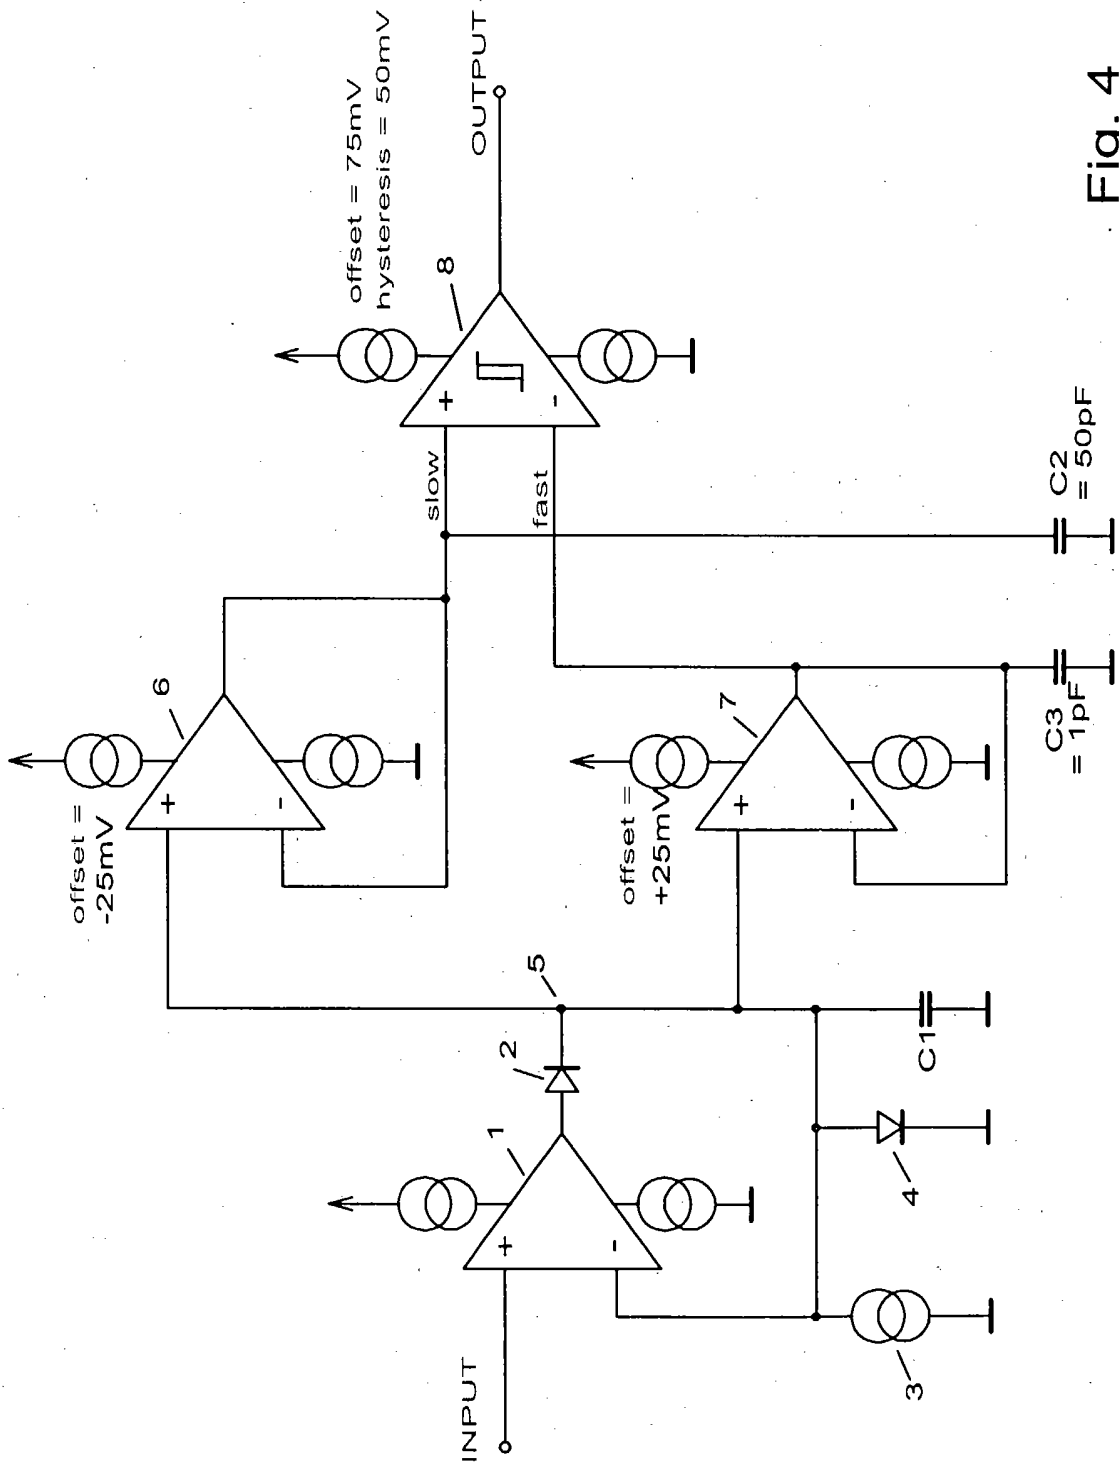 offset = 75mV
hysteresis = 50mV
8
OUTPUT
+
-
slow
fast
6
offset =
-25mV
+
-
7
offset =
+25mV
+
-
5
2
1
+
-
INPUT
3
4
C1
C2
= 50pF
C3
= 1pF
Fig. 4